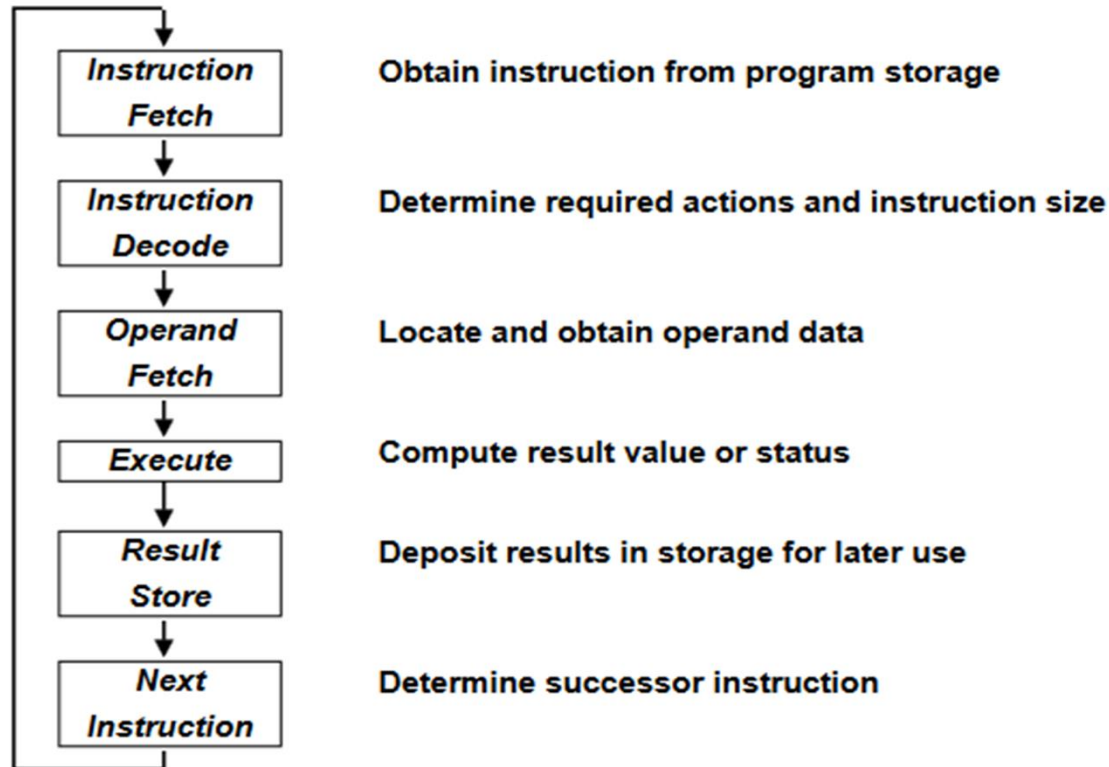 Instruction
Fetch
Obtain instruction from program storage
Instruction
Decode
Determine required actions and instruction size
Operand
Fetch
Locate and obtain operand data
Execute
Compute result value or status
Result
Store
Deposit results in storage for later use
Next
Instruction
Determine successor instruction